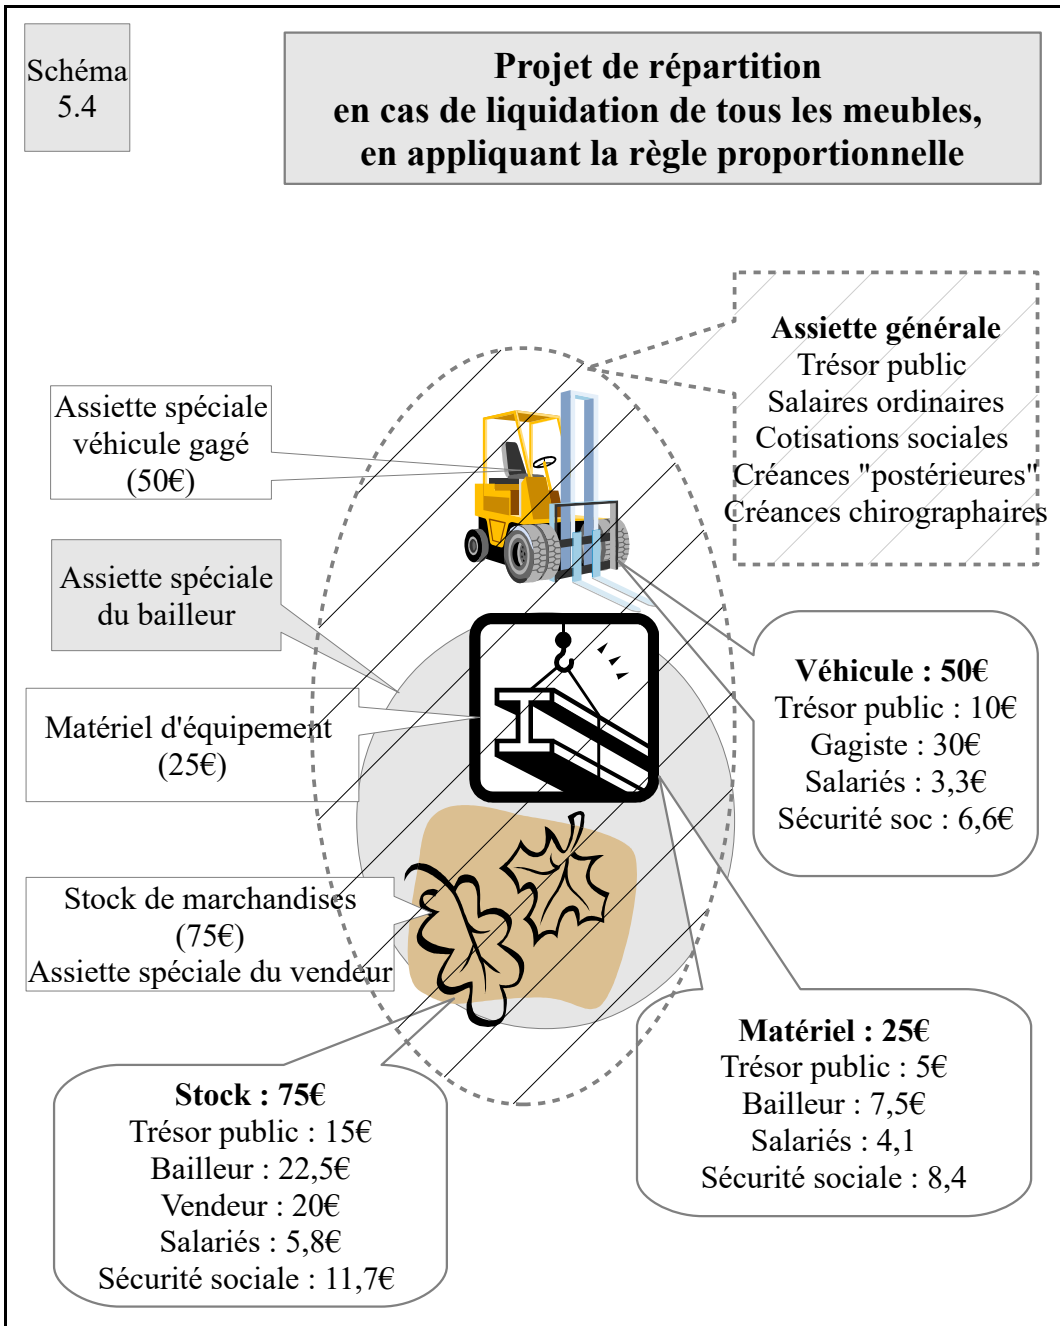 Schéma
5.4
Projet de répartition
en cas de liquidation de tous les meubles,
en appliquant la règle proportionnelle
Assiette générale
Trésor public
Salaires ordinaires
Cotisations sociales
Créances "postérieures"
Créances chirographaires
Assiette spéciale
véhicule gagé
(50€)
Assiette spéciale
du bailleur
Matériel d'équipement
(25€)
Stock de marchandises
(75€)
Assiette spéciale du vendeur
Véhicule : 50€
Trésor public : 10€
Gagiste : 30€
Salariés : 3,3€
Sécurité soc : 6,6€
Matériel : 25€
Trésor public : 5€
Bailleur : 7,5€
Salariés : 4,1
Sécurité sociale : 8,4
Stock : 75€
Trésor public : 15€
Bailleur : 22,5€
Vendeur : 20€
Salariés : 5,8€
Sécurité sociale : 11,7€